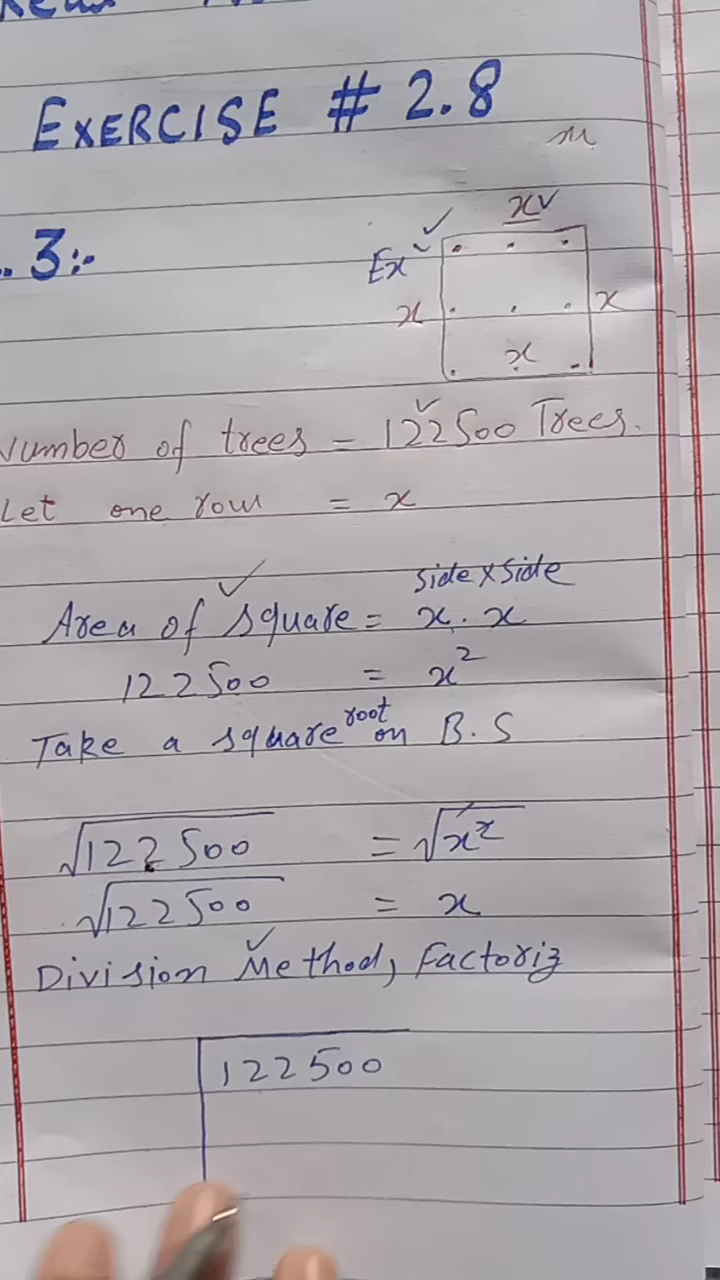 EXERCISE # 2.8
x
. 3:-
Ex
x
x
x
Number of trees = 122500 Trees.
Let one row = x
side x side
Area of square = x . x
122500 = x²
Take a square root on B.S
√122500 = √x²
√122500 = x
Division Method, Factoriz
122500